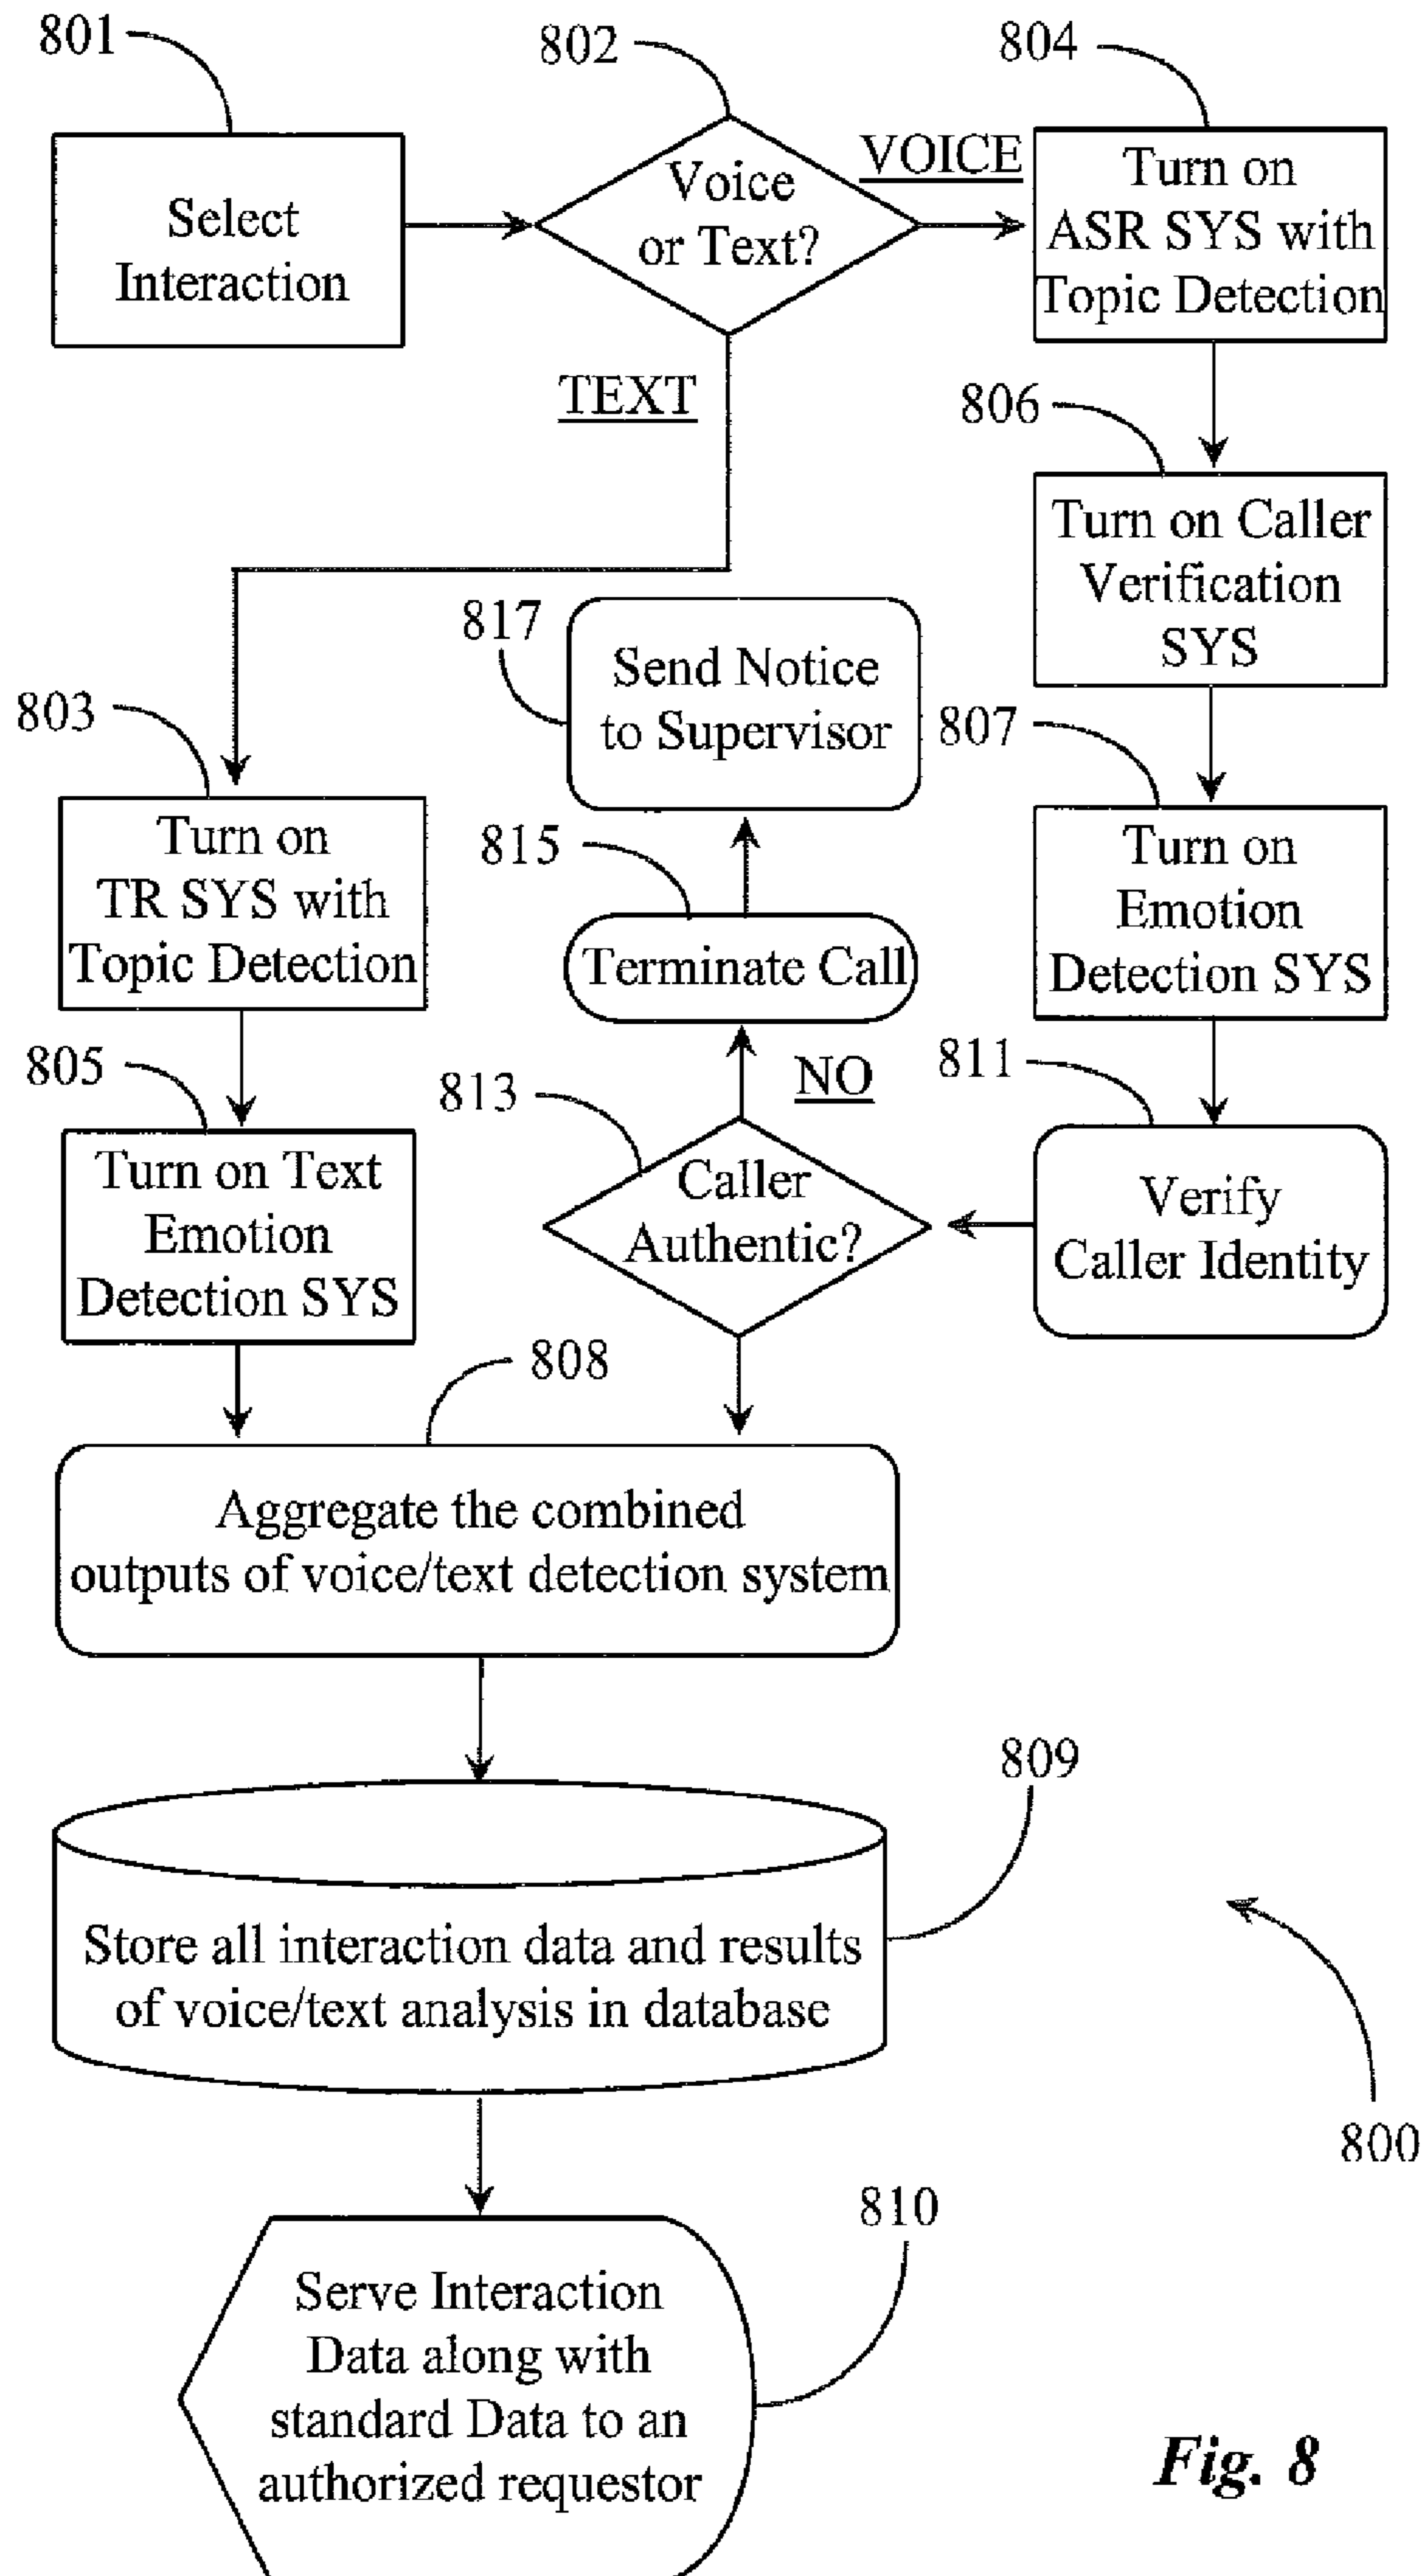 801
802
804
Select
Interaction
Voice
or Text?
VOICE
Turn on
ASR SYS with
Topic Detection
TEXT
806
Turn on Caller
Verification
SYS
817
Send Notice
to Supervisor
803
807
Turn on
TR SYS with
Topic Detection
815
Terminate Call
Turn on
Emotion
Detection SYS
805
813
NO
811
Turn on Text
Emotion
Detection SYS
Caller
Authentic?
Verify
Caller Identity
808
Aggregate the combined
outputs of voice/text detection system
809
Store all interaction data and results
of voice/text analysis in database
800
810
Serve Interaction
Data along with
standard Data to an
authorized requestor
Fig. 8